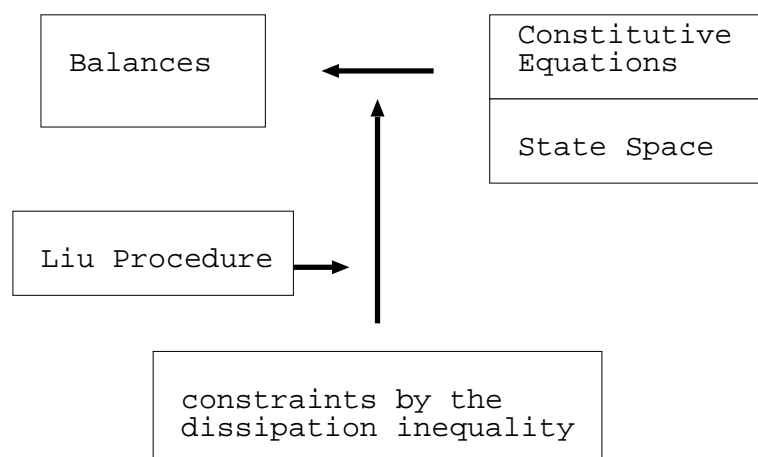 Balances
Constitutive
Equations
State Space
Liu Procedure
constraints by the
dissipation inequality